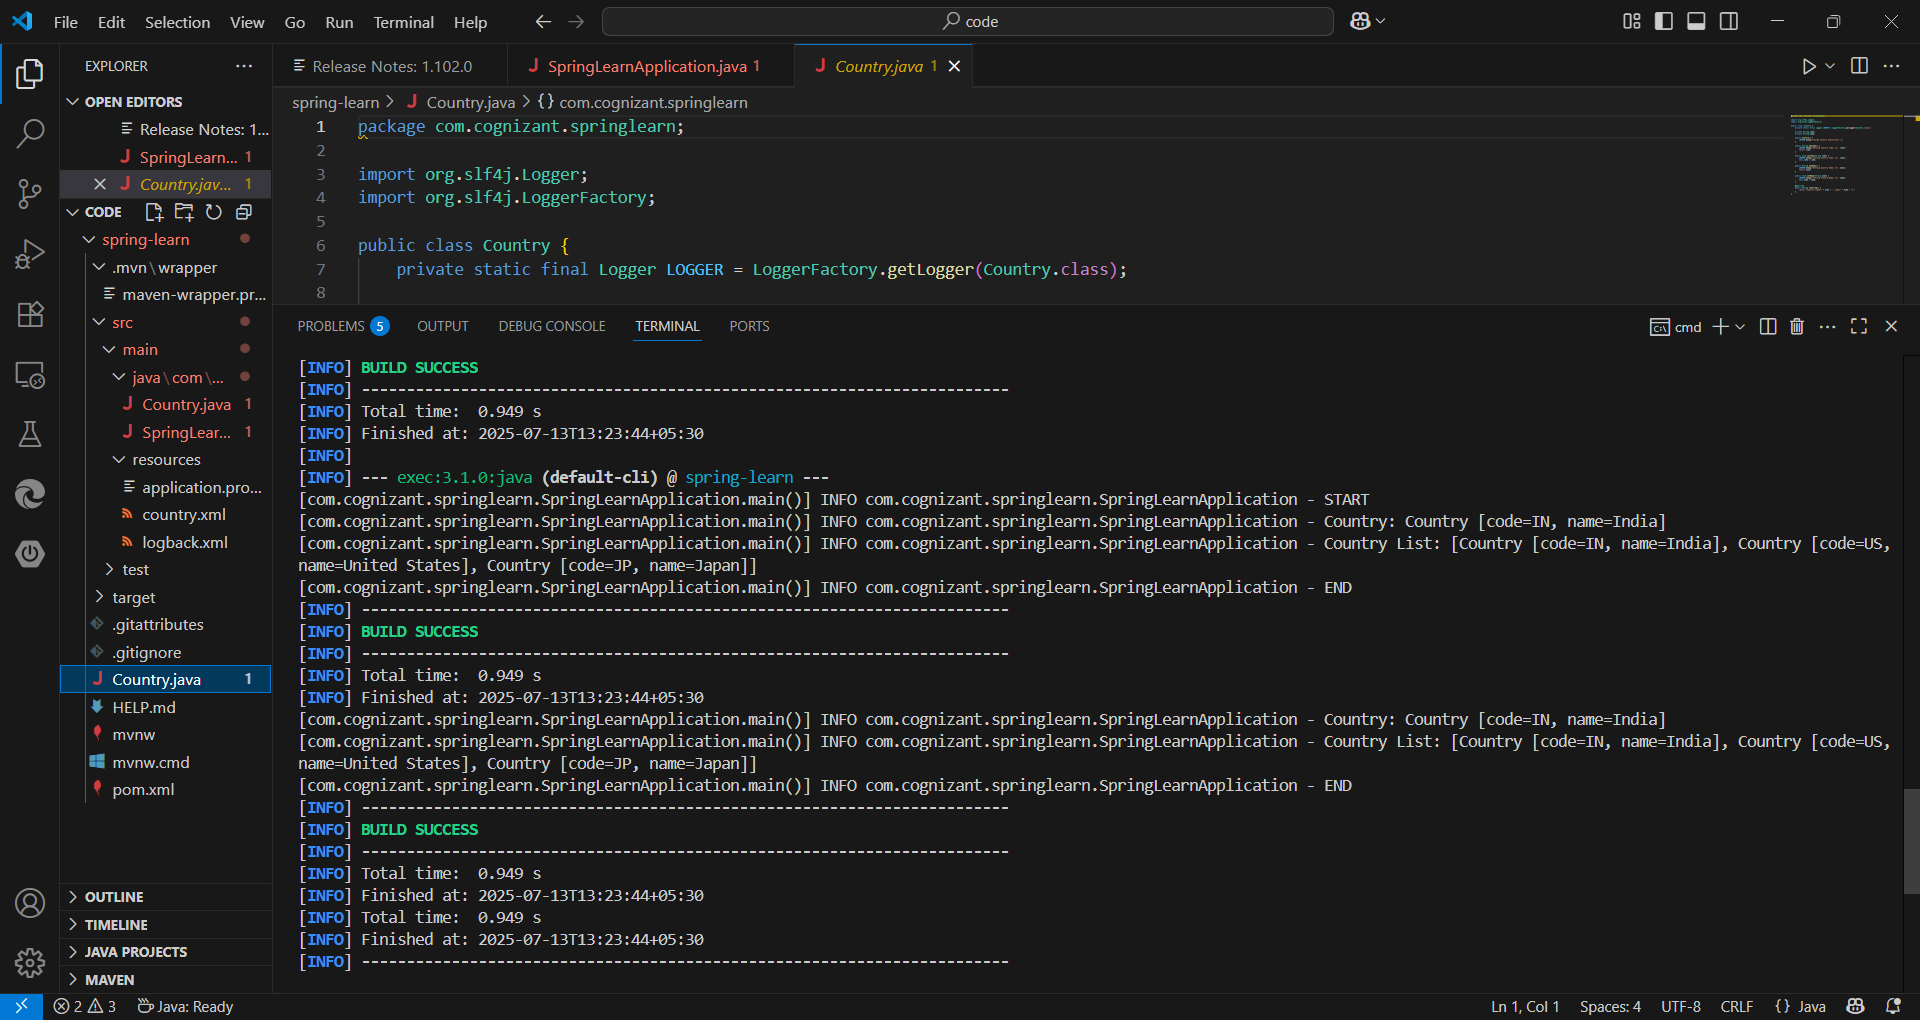 File Edit Selection View Go Run Terminal Help
code
EXPLORER
Release Notes: 1.102.0
SpringLearnApplication.java 1
Country.java 1
OPEN EDITORS
Release Notes: 1...
SpringLearn... 1
Country.jav... 1
CODE
spring-learn
.mvn\wrapper
maven-wrapper.pr...
src
main
java\com\...
Country.java 1
SpringLear... 1
resources
application.pro...
country.xml
logback.xml
test
target
.gitattributes
.gitignore
Country.java 1
HELP.md
mvnw
mvnw.cmd
pom.xml
OUTLINE
TIMELINE
JAVA PROJECTS
MAVEN
spring-learn > Country.java > {} com.cognizant.springlearn
1 package com.cognizant.springlearn;
2
3 import org.slf4j.Logger;
4 import org.slf4j.LoggerFactory;
5
6 public class Country {
7 private static final Logger LOGGER = LoggerFactory.getLogger(Country.class);
8
PROBLEMS 5 OUTPUT DEBUG CONSOLE TERMINAL PORTS
cmd
[INFO] BUILD SUCCESS
[INFO] ------------------------------------------------------------------------
[INFO] Total time:  0.949 s
[INFO] Finished at: 2025-07-13T13:23:44+05:30
[INFO]
[INFO] --- exec:3.1.0:java (default-cli) @ spring-learn ---
[com.cognizant.springlearn.SpringLearnApplication.main()] INFO com.cognizant.springlearn.SpringLearnApplication - START
[com.cognizant.springlearn.SpringLearnApplication.main()] INFO com.cognizant.springlearn.SpringLearnApplication - Country: Country [code=IN, name=India]
[com.cognizant.springlearn.SpringLearnApplication.main()] INFO com.cognizant.springlearn.SpringLearnApplication - Country List: [Country [code=IN, name=India], Country [code=US,
name=United States], Country [code=JP, name=Japan]]
[com.cognizant.springlearn.SpringLearnApplication.main()] INFO com.cognizant.springlearn.SpringLearnApplication - END
[INFO] ------------------------------------------------------------------------
[INFO] BUILD SUCCESS
[INFO] ------------------------------------------------------------------------
[INFO] Total time:  0.949 s
[INFO] Finished at: 2025-07-13T13:23:44+05:30
[com.cognizant.springlearn.SpringLearnApplication.main()] INFO com.cognizant.springlearn.SpringLearnApplication - Country: Country [code=IN, name=India]
[com.cognizant.springlearn.SpringLearnApplication.main()] INFO com.cognizant.springlearn.SpringLearnApplication - Country List: [Country [code=IN, name=India], Country [code=US,
name=United States], Country [code=JP, name=Japan]]
[com.cognizant.springlearn.SpringLearnApplication.main()] INFO com.cognizant.springlearn.SpringLearnApplication - END
[INFO] ------------------------------------------------------------------------
[INFO] BUILD SUCCESS
[INFO] ------------------------------------------------------------------------
[INFO] Total time:  0.949 s
[INFO] Finished at: 2025-07-13T13:23:44+05:30
[INFO] Total time:  0.949 s
[INFO] Finished at: 2025-07-13T13:23:44+05:30
[INFO] ------------------------------------------------------------------------
2 3 Java: Ready
Ln 1, Col 1 Spaces: 4 UTF-8 CRLF {} Java